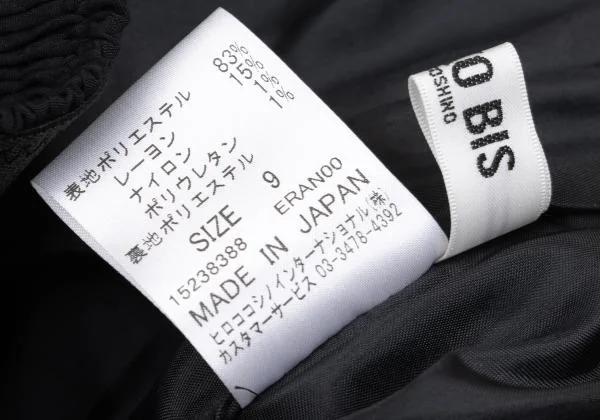 表地 ポリエステル 83%
レーヨン 15%
ナイロン 1%
ポリウレタン 1%
裏地 ポリエステル
SIZE 9
15238388 ERAN00
MADE IN JAPAN
ヒロココシノインターナショナル(株)
カスタマーサービス 03-3478-4392
O BIS
OSHINO